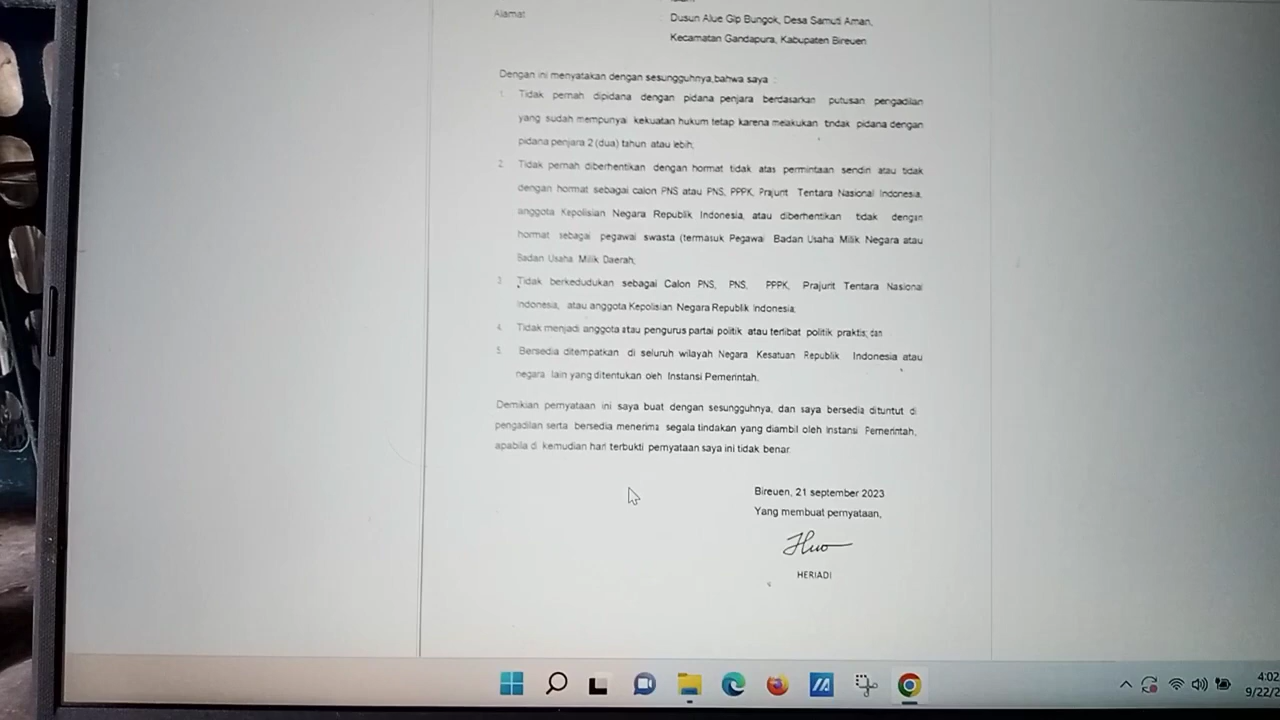 Alamat : Dusun Alue Glp Bungok, Desa Samuti Aman,
Kecamatan Gandapura, Kabupaten Bireuen
Dengan ini menyatakan dengan sesungguhnya,bahwa saya :
1. Tidak pernah dipidana dengan pidana penjara berdasarkan putusan pengadilan
yang sudah mempunyai kekuatan hukum tetap karena melakukan tindak pidana dengan
pidana penjara 2 (dua) tahun atau lebih;
2. Tidak pernah diberhentikan dengan hormat tidak atas permintaan sendiri atau tidak
dengan hormat sebagai calon PNS atau PNS, PPPK, Prajurit Tentara Nasional Indonesia,
anggota Kepolisian Negara Republik Indonesia, atau diberhentikan tidak dengan
hormat sebagai pegawai swasta (termasuk Pegawai Badan Usaha Milik Negara atau
Badan Usaha Milik Daerah;
3. Tidak berkedudukan sebagai Calon PNS, PNS, PPPK, Prajurit Tentara Nasional
Indonesia, atau anggota Kepolisian Negara Republik Indonesia;
4. Tidak menjadi anggota atau pengurus partai politik atau terlibat politik praktis; dan
5. Bersedia ditempatkan di seluruh wilayah Negara Kesatuan Republik Indonesia atau
negara lain yang ditentukan oleh Instansi Pemerintah.
Demikian pernyataan ini saya buat dengan sesungguhnya, dan saya bersedia dituntut di
pengadilan serta bersedia menerima segala tindakan yang diambil oleh Instansi Pemerintah,
apabila di kemudian hari terbukti pernyataan saya ini tidak benar.
Bireuen, 21 september 2023
Yang membuat pernyataan,
HERIADI
4:02
9/22/2